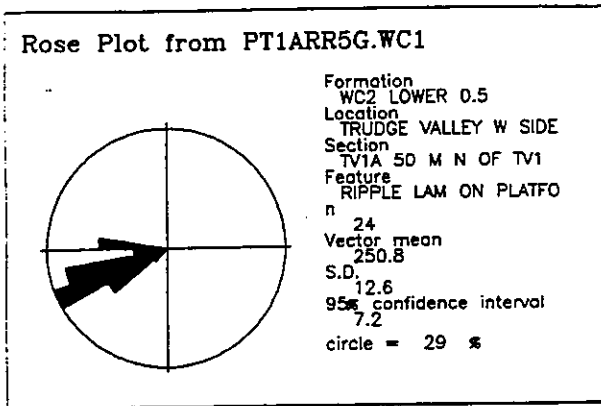 Rose Plot from PT1ARR5G.WC1
Formation
WC2 LOWER 0.5
Location
TRUDGE VALLEY W SIDE
Section
TV1A 50 M N OF TV1
Feature
RIPPLE LAM ON PLATFO
n
24
Vector mean
250.8
S.D.
12.6
95% confidence interval
7.2
circle = 29 %